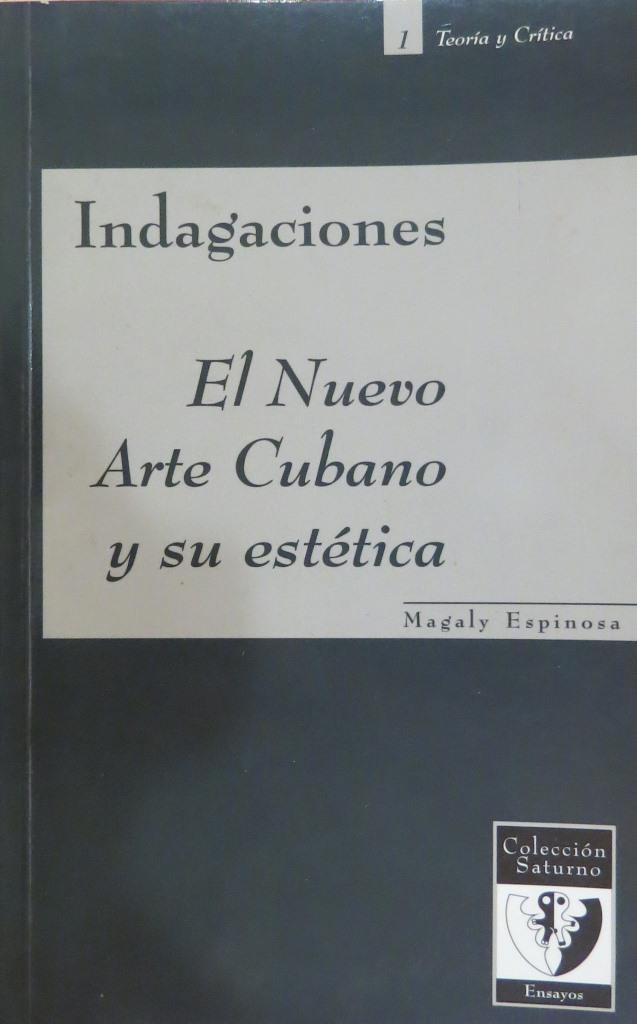 1 Teoría y Crítica
Indagaciones
El Nuevo
Arte Cubano
y su estética
Magaly Espinosa
Colección
Saturno
Ensayos